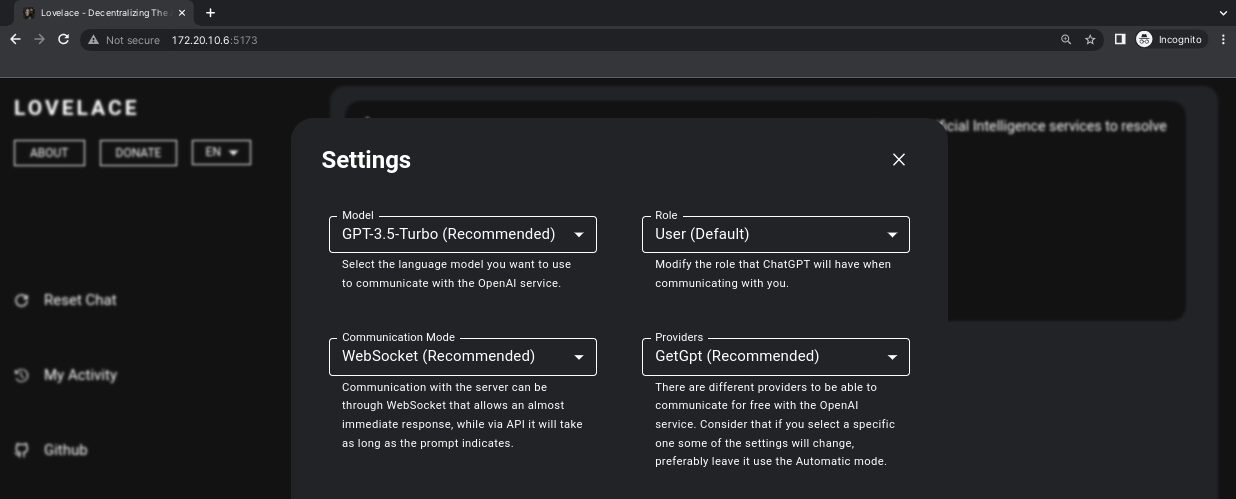 Lovelace - Decentralizing The
Not secure 172.20.10.6:5173
Incognito
LOVELACE
ABOUT DONATE EN
Reset Chat
My Activity
Github
ficial Intelligence services to resolve
Settings
Model
GPT-3.5-Turbo (Recommended)
Select the language model you want to use
to communicate with the OpenAI service.
Role
User (Default)
Modify the role that ChatGPT will have when
communicating with you.
Communication Mode
WebSocket (Recommended)
Communication with the server can be
through WebSocket that allows an almost
immediate response, while via API it will take
as long as the prompt indicates.
Providers
GetGpt (Recommended)
There are different providers to be able to
communicate for free with the OpenAI
service. Consider that if you select a specific
one some of the settings will change,
preferably leave it use the Automatic mode.